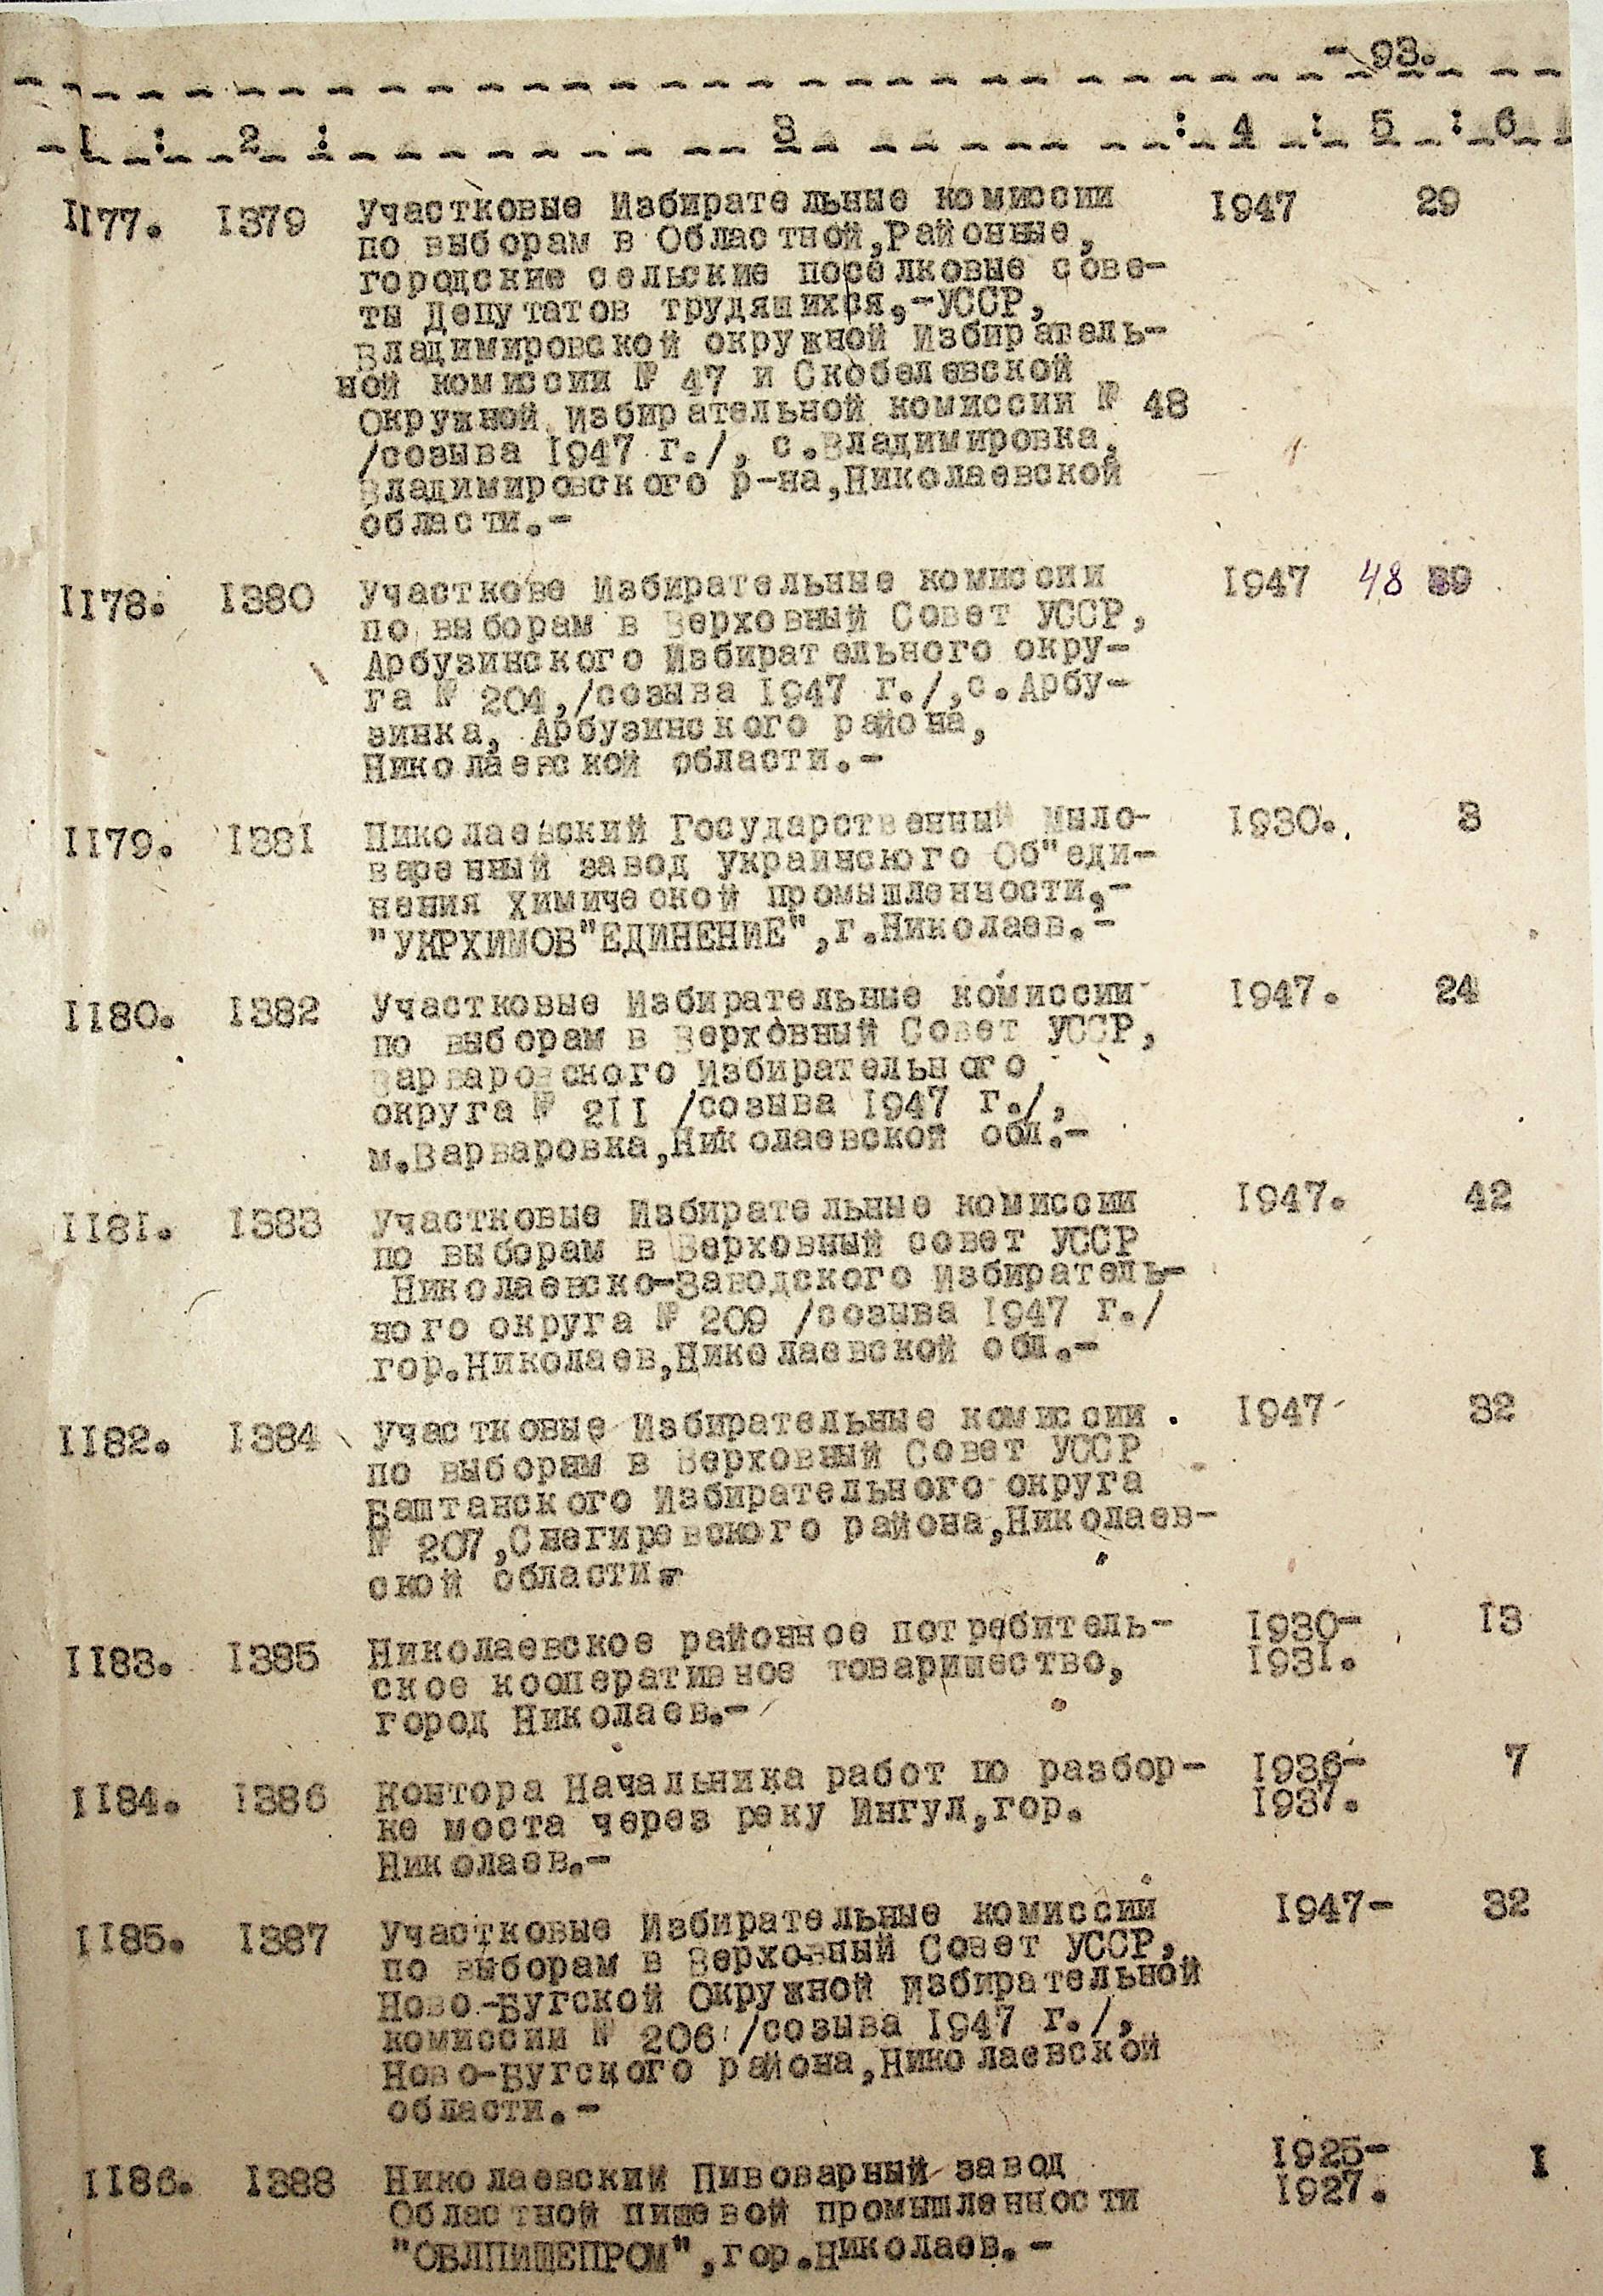 - 93.
1 : 2 : 3 : 4 : 5 : 6
1177. 1379 Участковые Избирательные комиссии 1947 29
по выборам в Областной,Районные,
городские сельские поселковые сове-
ты Депутатов трудящихся,-УССР,
Владимировской окружной Избиратель-
ной комиссии № 47 и Скобелевской
Окружной Избирательной комиссии № 48
/созыва 1947 г./, с.Владимировка,
Владимировского р-на,Николаевской
области.-
1178. 1380 Участкове Избирательные комиссии 1947 48 39
по выборам в Верховный Совет УССР,
Арбузинского Избирательного окру-
га № 204,/созыва 1947 г./,с.Арбу-
зинка, Арбузинского района,
Николаевской области.-
1179. 1381 Николаевский Государственный мыло- 1930. 3
варенный завод украинского Об"еди-
нения химической промышленности,-
"УКРХИМОВ"ЕДИНЕНИЕ",г.Николаев.-
1180. 1382 Участковые Избирательные комиссии 1947. 24
по выборам в Верховный Совет УССР,
Варваровского Избирательного
округа № 211 /созыва 1947 г./,
м.Варваровка,Николаевской обл.-
1181. 1383 Участковые Избирательные комиссии 1947. 42
по выборам в Верховный совет УССР
Николаевско-Заводского Избиратель-
ного округа № 209 /созыва 1947 г./
гор.Николаев,Николаевской обл.-
1182. 1384 Участковые Избирательные комиссии . 1947 32
по выборам в Верховный Совет УССР
Баштанского Избирательного округа
№ 207,Снегиревского района,Николаев-
ской области.-
1183. 1385 Николаевское районное потребитель- 1930- 13
ское кооперативное товарищество, 1931.
город Николаев.-
1184. 1386 Контора Начальника работ по разбор- 1936- 7
ке моста через реку Ингул,гор. 1937.
Николаев.-
1185. 1387 Участковые Избирательные комиссии 1947- 32
по выборам в Верховный Совет УССР,
Ново-Бугской Окружной Избирательной
комиссии № 206 /созыва 1947 г./,
Ново-Бугского района,Николаевской
области.-
1186. 1388 Николаевский Пивоварный завод 1925- 1
Областной пищевой промышленности 1927.
"ОБЛПИЩЕПРОМ",гор.Николаев.-